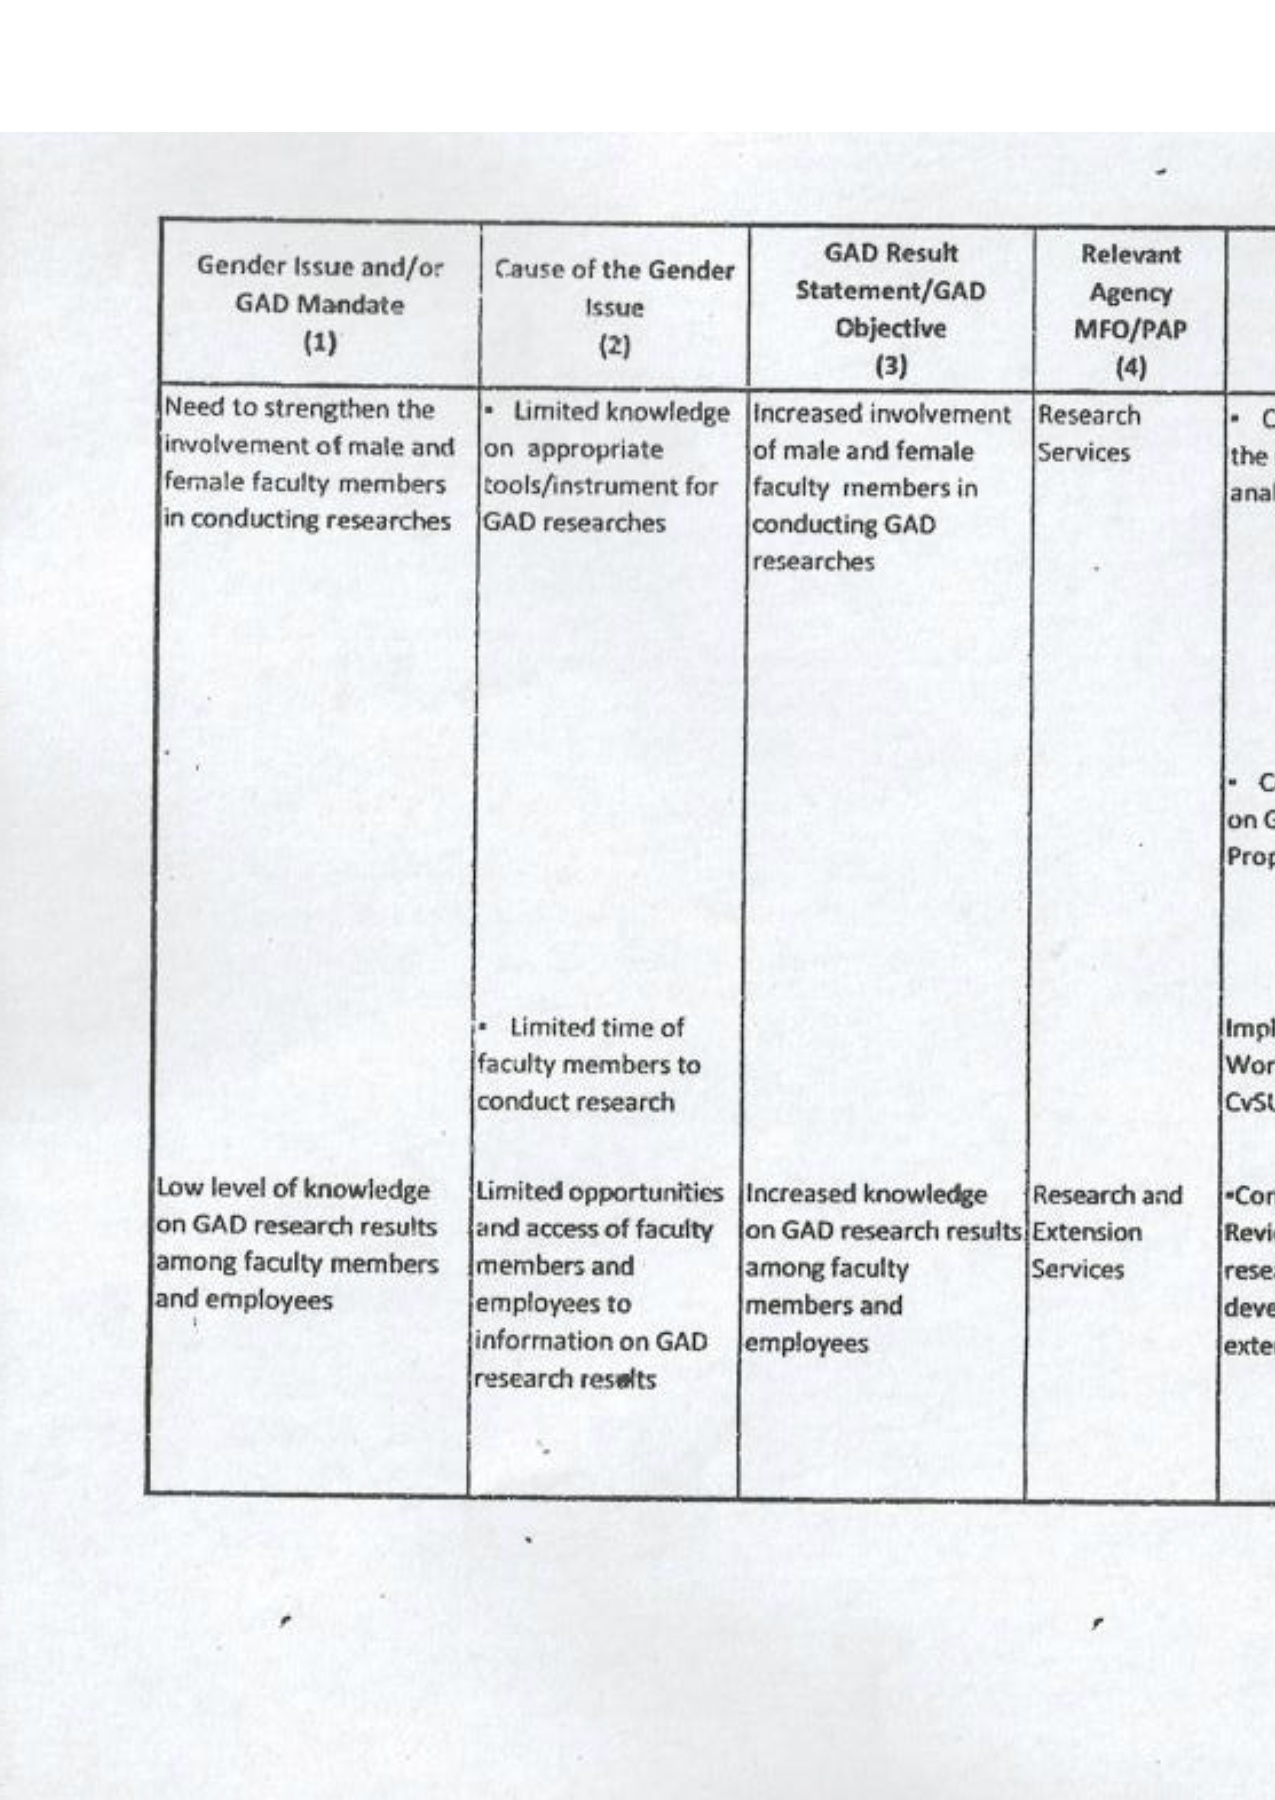 Gender Issue and/or
GAD Mandate
(1)
Cause of the Gender
Issue
(2)
GAD Result
Statement/GAD
Objective
(3)
Relevant
Agency
MFO/PAP
(4)
Need to strengthen the
involvement of male and
female faculty members
in conducting researches
▪ Limited knowledge
on appropriate
tools/instrument for
GAD researches
▪ Limited time of
faculty members to
conduct research
Increased involvement
of male and female
faculty members in
conducting GAD
researches
Research
Services
▪ C
the
anal
▪ C
on G
Prop
Impl
Wor
CvSU
Low level of knowledge
on GAD research results
among faculty members
and employees
Limited opportunities
and access of faculty
members and
employees to
information on GAD
research results
Increased knowledge
on GAD research results
among faculty
members and
employees
Research and
Extension
Services
▪Con
Revi
rese
deve
exte